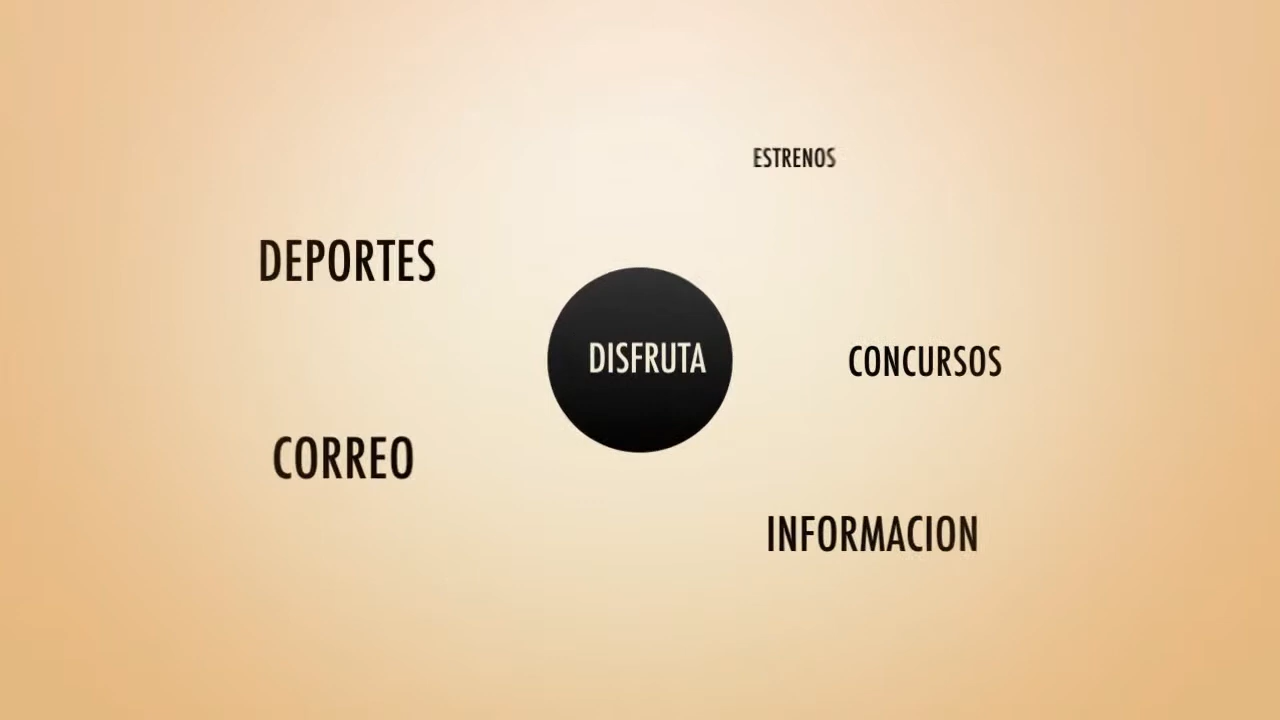 ESTRENOS
DEPORTES
DISFRUTA
CONCURSOS
CORREO
INFORMACION